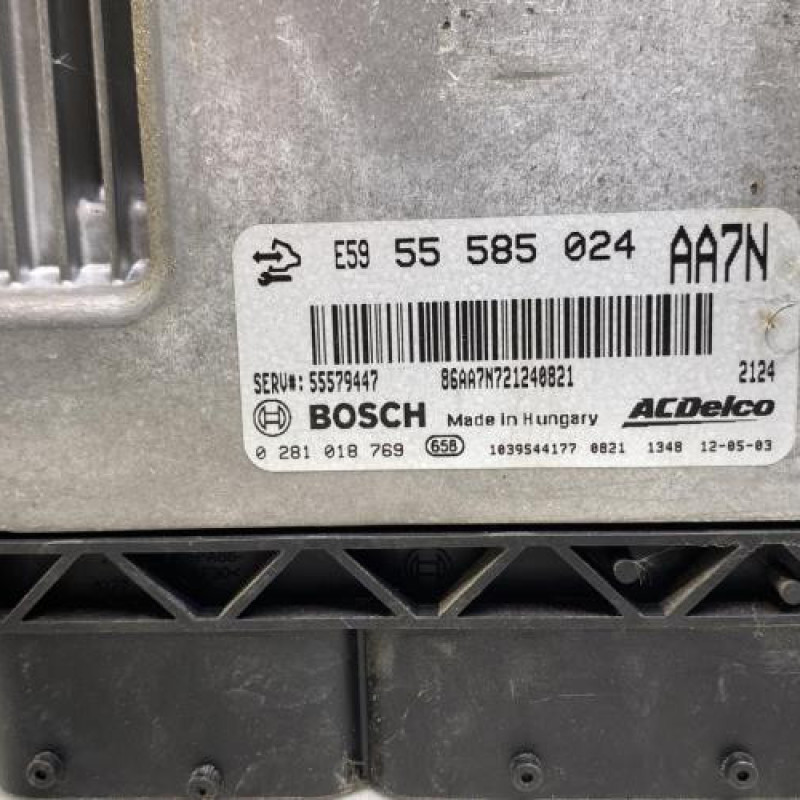 E59 55 585 024 AA7N
SERV#: 55579447 86AA7N721240821 2124
BOSCH Made in Hungary ACDelco
0 281 018 769 658 1039S44177 0821 1348 12-05-03